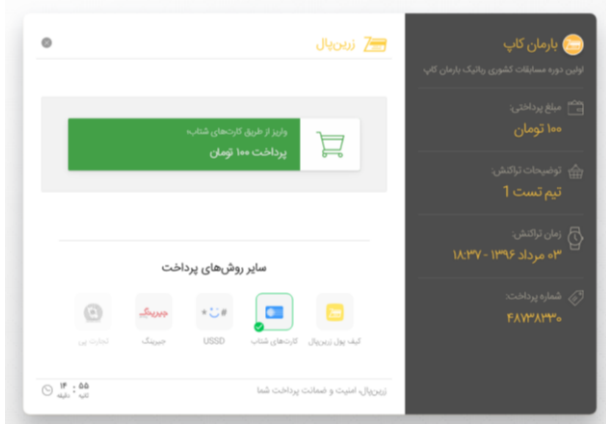 بارمان کاپ
اولین دوره مسابقات کشوری رباتیک بارمان کاپ
مبلغ پرداختی:
۱۰۰ تومان
توضیحات تراکنش:
تیم تست 1
زمان تراکنش:
۰۳ مرداد ۱۳۹۶ - ۱۸:۳۷
شماره پرداخت:
۴۸۷۳۸۳۳۰
زرین‌پال
واریز از طریق کارت‌های شتاب:
پرداخت ۱۰۰ تومان
سایر روش‌های پرداخت
کیف پول زرین‌پال
کارت‌های شتاب
USSD
جیرینگ
تجارت پی
زرین‌پال، امنیت و ضمانت پرداخت شما
۱۴ : ۵۵
دقیقه ثانیه